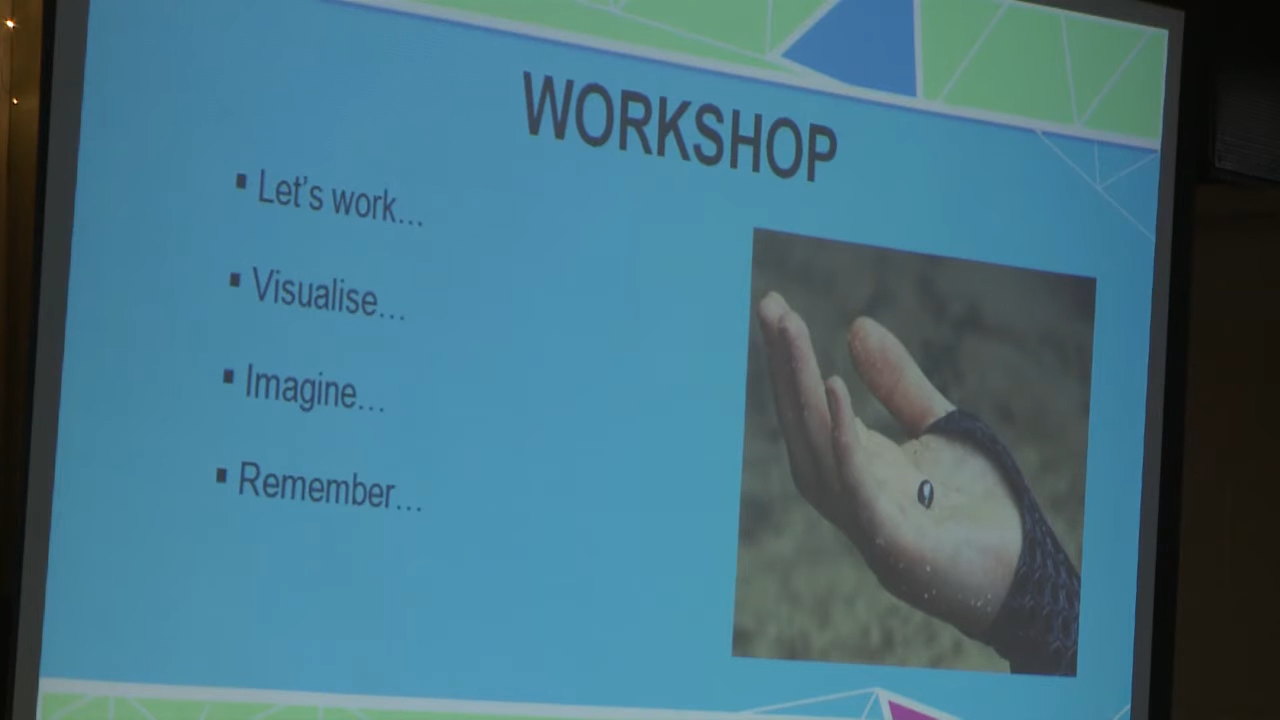 WORKSHOP
▪ Let's work...
▪ Visualise...
▪ Imagine...
▪ Remember...